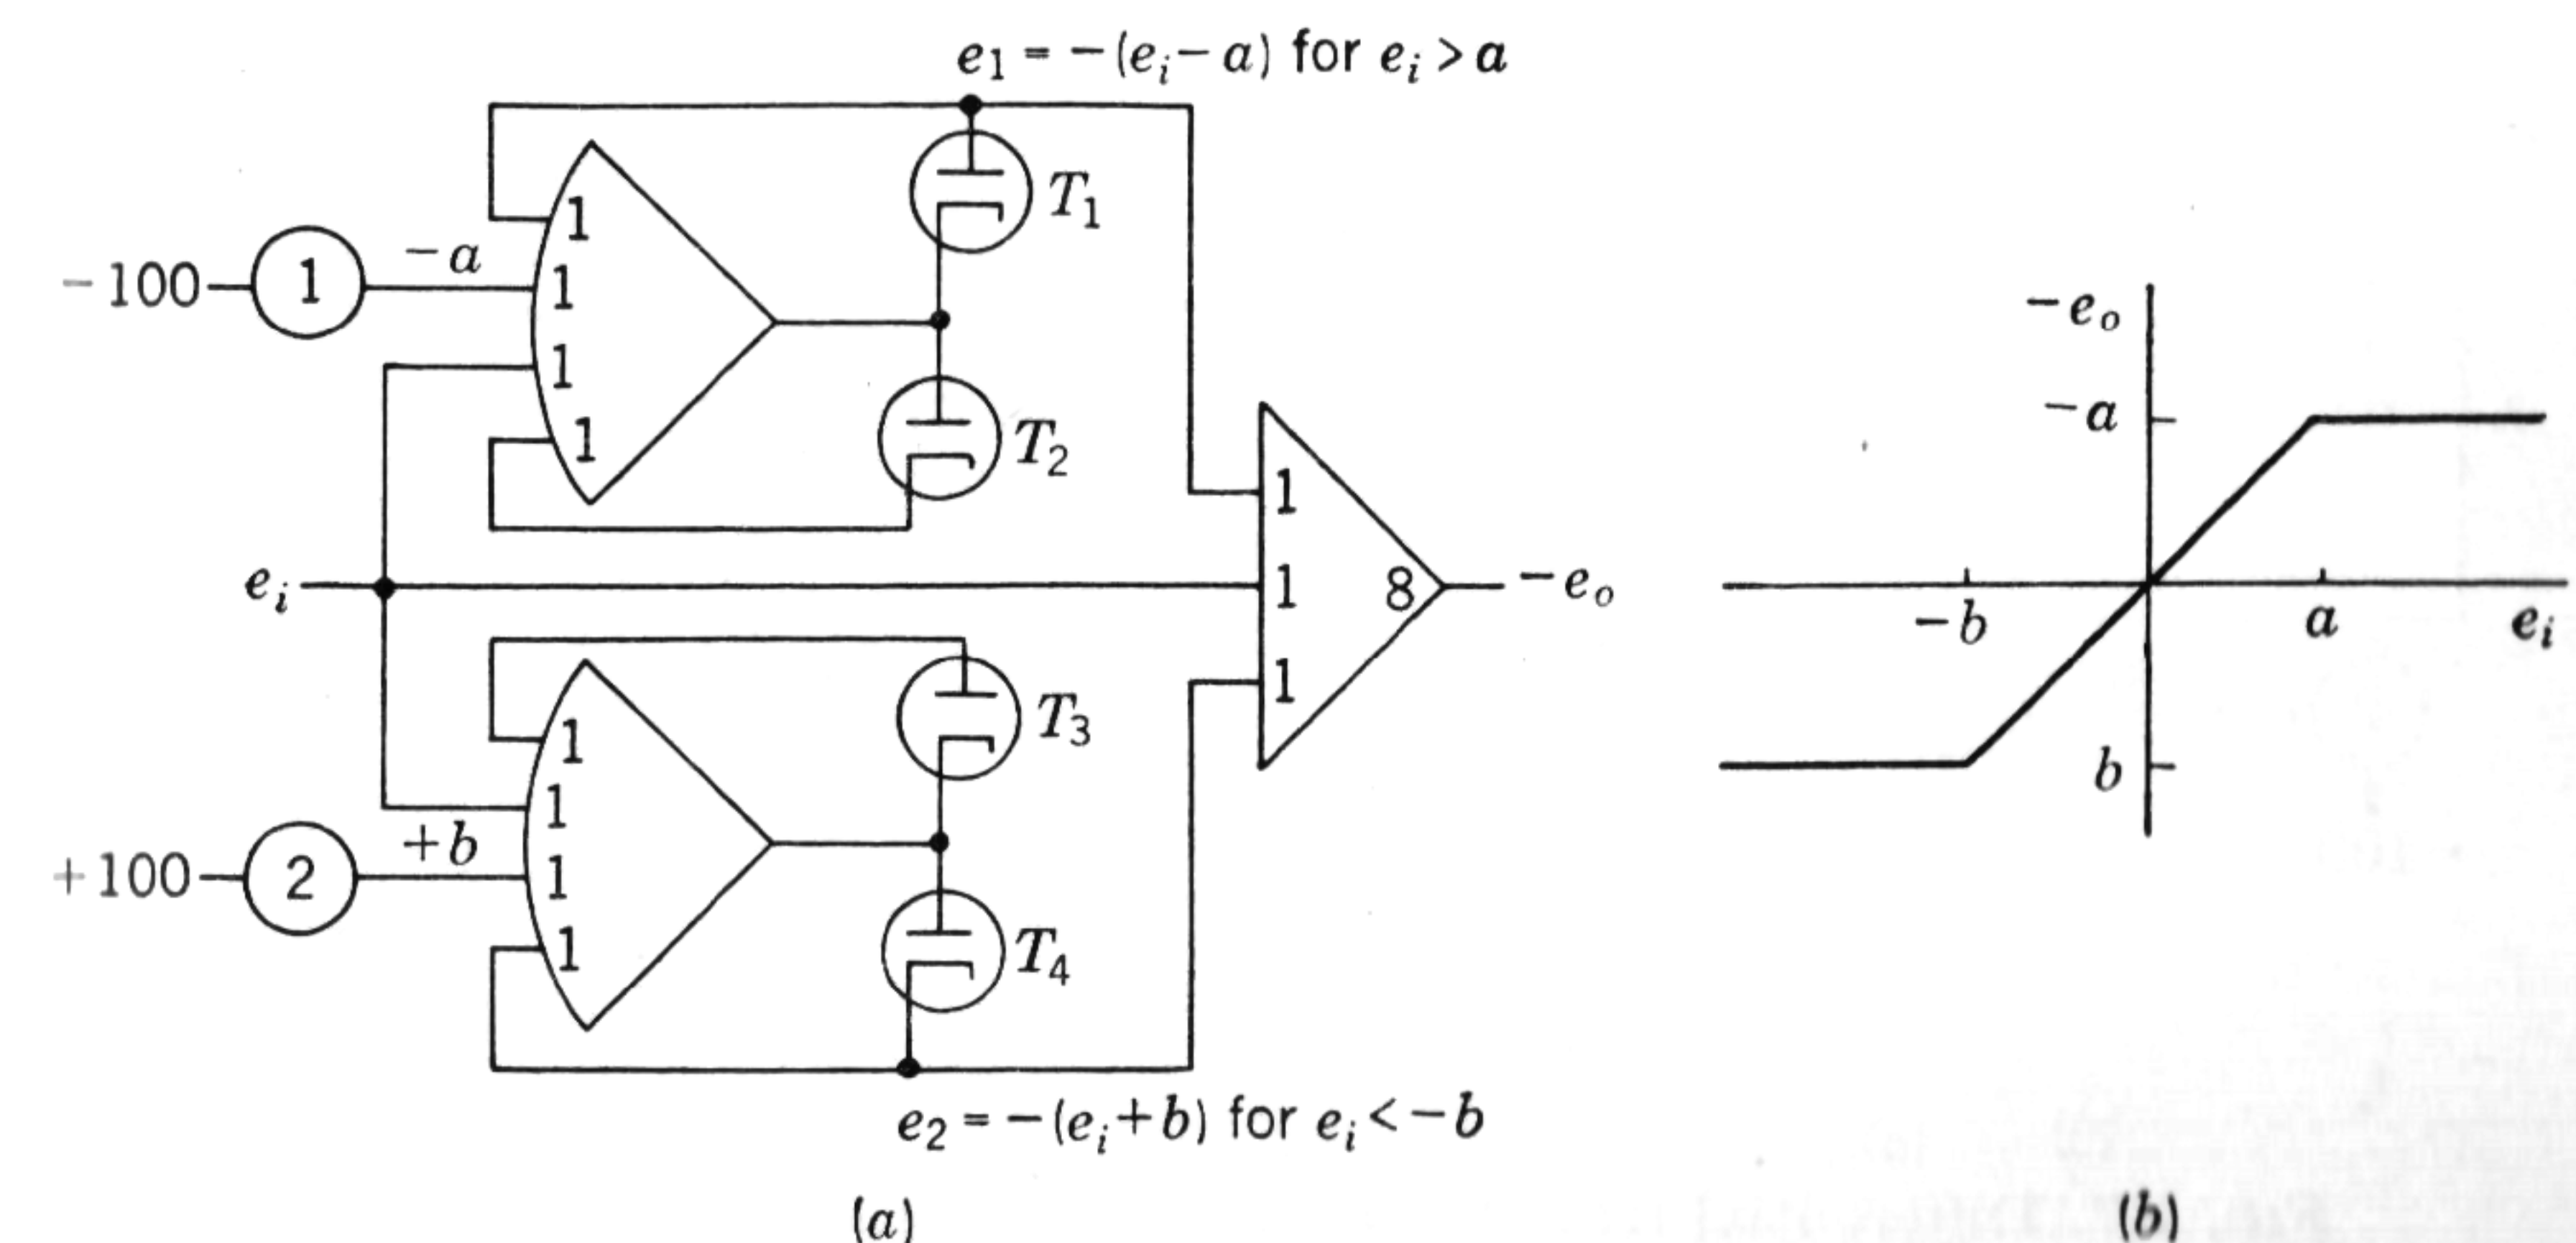 e1 = −(ei − a) for ei > a
1
T1
−100
1
−a
1
1
1
T2
ei
1
1
8
−eo
1
1
T3
1
+100
2
+b
1
1
T4
e2 = −(ei + b) for ei < −b
(a)
−eo
−a
−b
a
ei
b
(b)